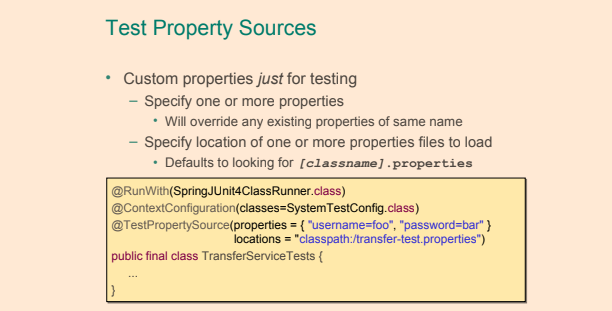 Test Property Sources
• Custom properties just for testing
– Specify one or more properties
• Will override any existing properties of same name
– Specify location of one or more properties files to load
• Defaults to looking for [classname].properties
@RunWith(SpringJUnit4ClassRunner.class)
@ContextConfiguration(classes=SystemTestConfig.class)
@TestPropertySource(properties = { "username=foo", "password=bar" }
locations = "classpath:/transfer-test.properties")
public final class TransferServiceTests {
...
}